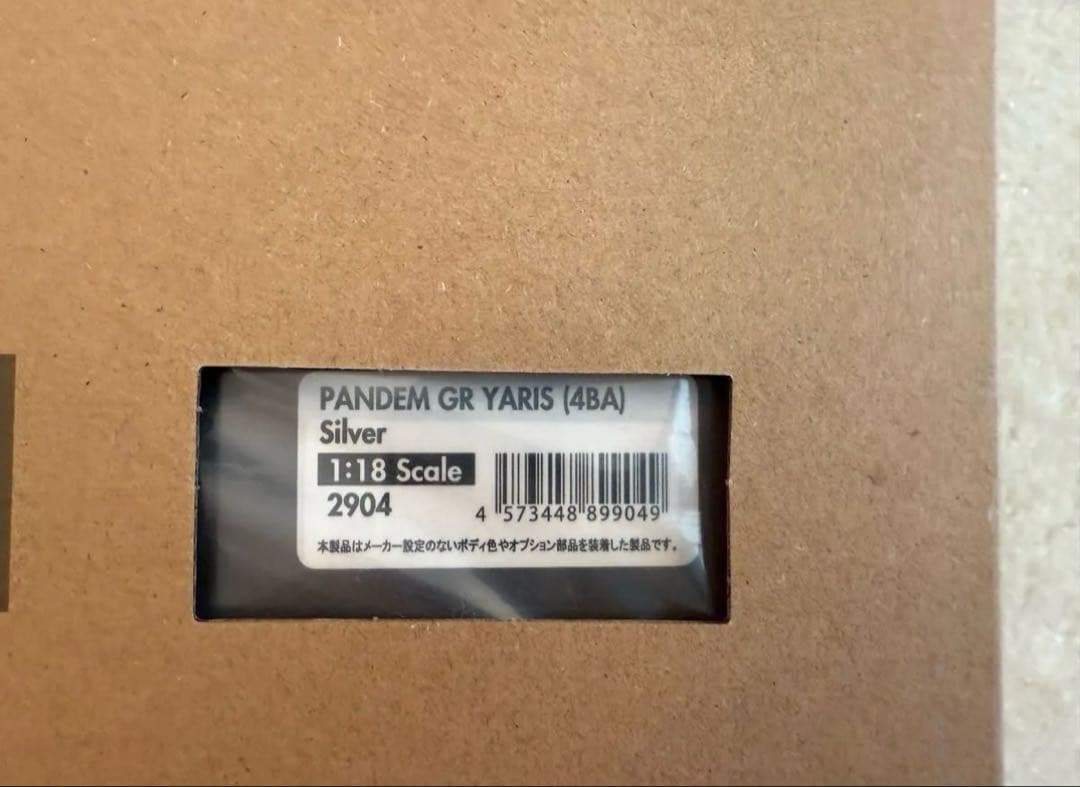 PANDEM GR YARIS (4BA)
Silver
1:18 Scale
2904
4 573448 899049
本製品はメーカー設定のないボディ色やオプション部品を装着した製品です。